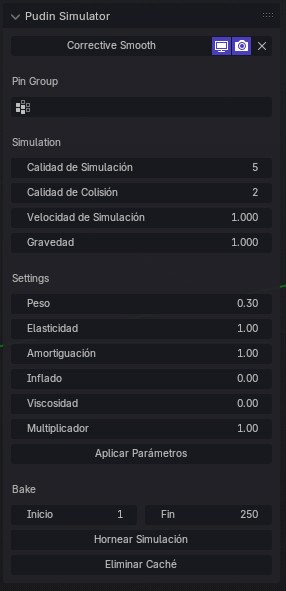 Pudin Simulator
Corrective Smooth
Pin Group
Simulation
Calidad de Simulación 5
Calidad de Colisión 2
Velocidad de Simulación 1.000
Gravedad 1.000
Settings
Peso 0.30
Elasticidad 1.00
Amortiguación 1.00
Inflado 0.00
Viscosidad 0.00
Multiplicador 1.00
Aplicar Parámetros
Bake
Inicio 1 Fin 250
Hornear Simulación
Eliminar Caché